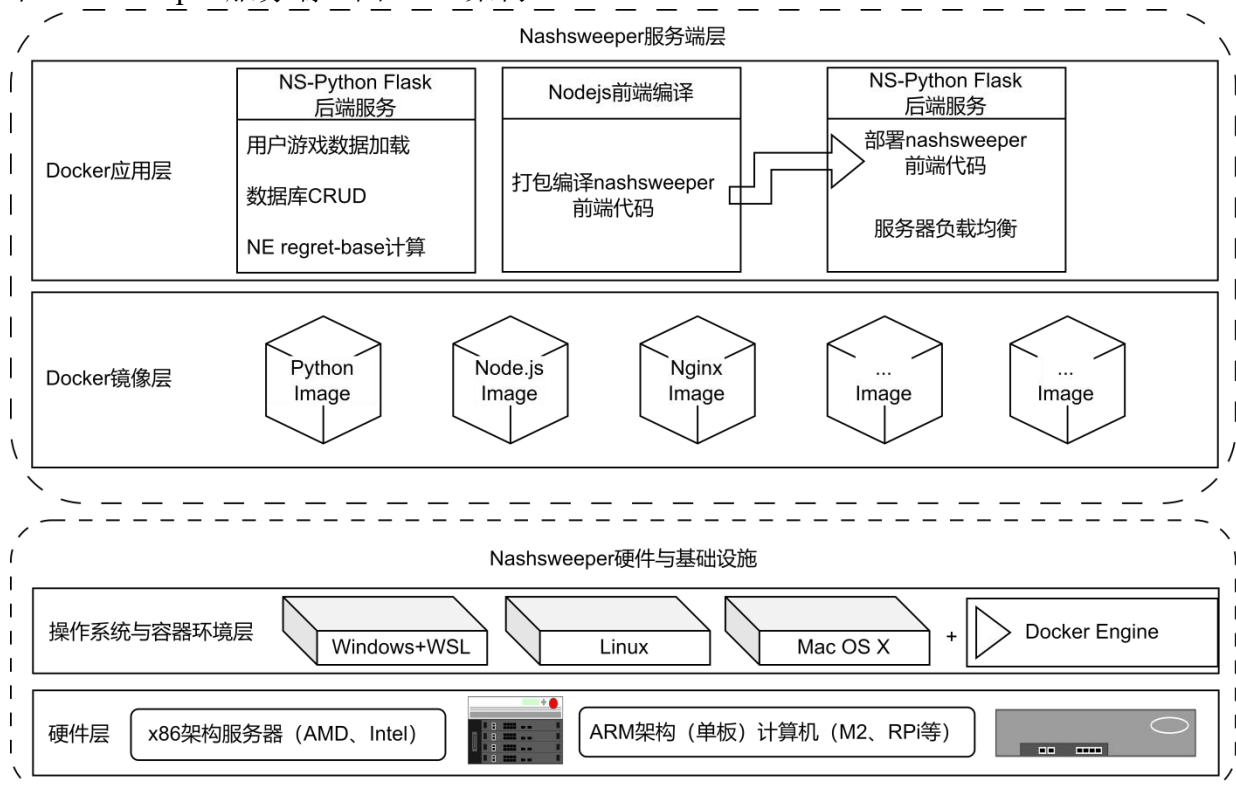 Nashsweeper服务端层
Docker应用层
NS-Python Flask
后端服务
用户游戏数据加载
数据库CRUD
NE regret-base计算
Nodejs前端编译
打包编译nashsweeper
前端代码
NS-Python Flask
后端服务
部署nashsweeper
前端代码
服务器负载均衡
Docker镜像层
Python
Image
Node.js
Image
Nginx
Image
...
Image
...
Image
Nashsweeper硬件与基础设施
操作系统与容器环境层
Windows+WSL
Linux
Mac OS X
+
Docker Engine
硬件层
x86架构服务器（AMD、Intel）
ARM架构（单板）计算机（M2、RPi等）